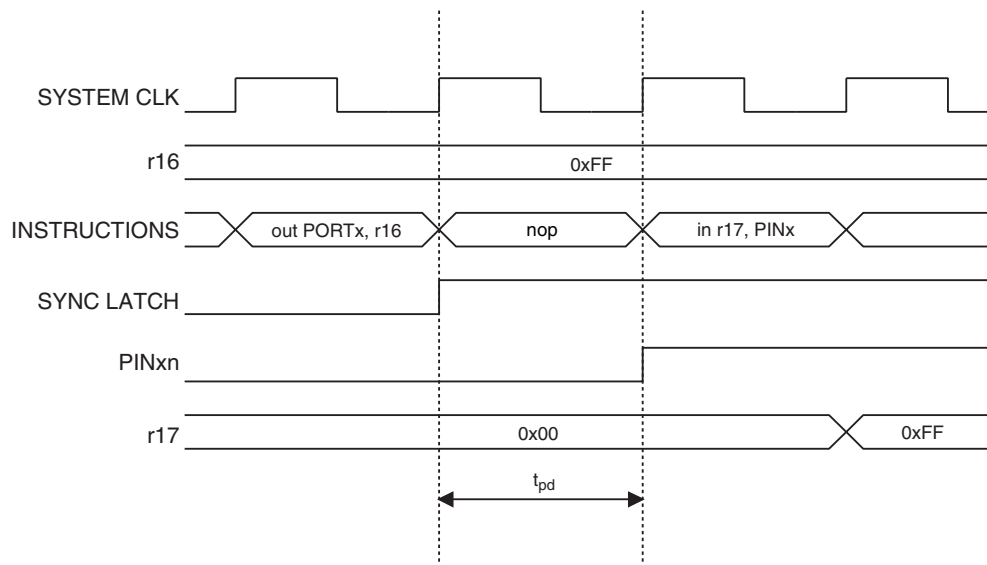 SYSTEM CLK
r16
0xFF
INSTRUCTIONS
out PORTx, r16
nop
in r17, PINx
SYNC LATCH
PINxn
r17
0x00
0xFF
tpd